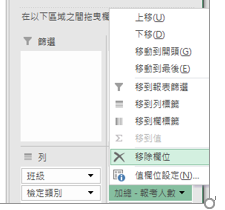 在以下區域之間拖曳欄
篩選
列
班級
檢定類別
上移(U)
下移(D)
移動到開頭(G)
移動到最後(E)
移到報表篩選
移到列標籤
移到欄標籤
移到值
移除欄位
值欄位設定(N)...
加總 - 報考人數